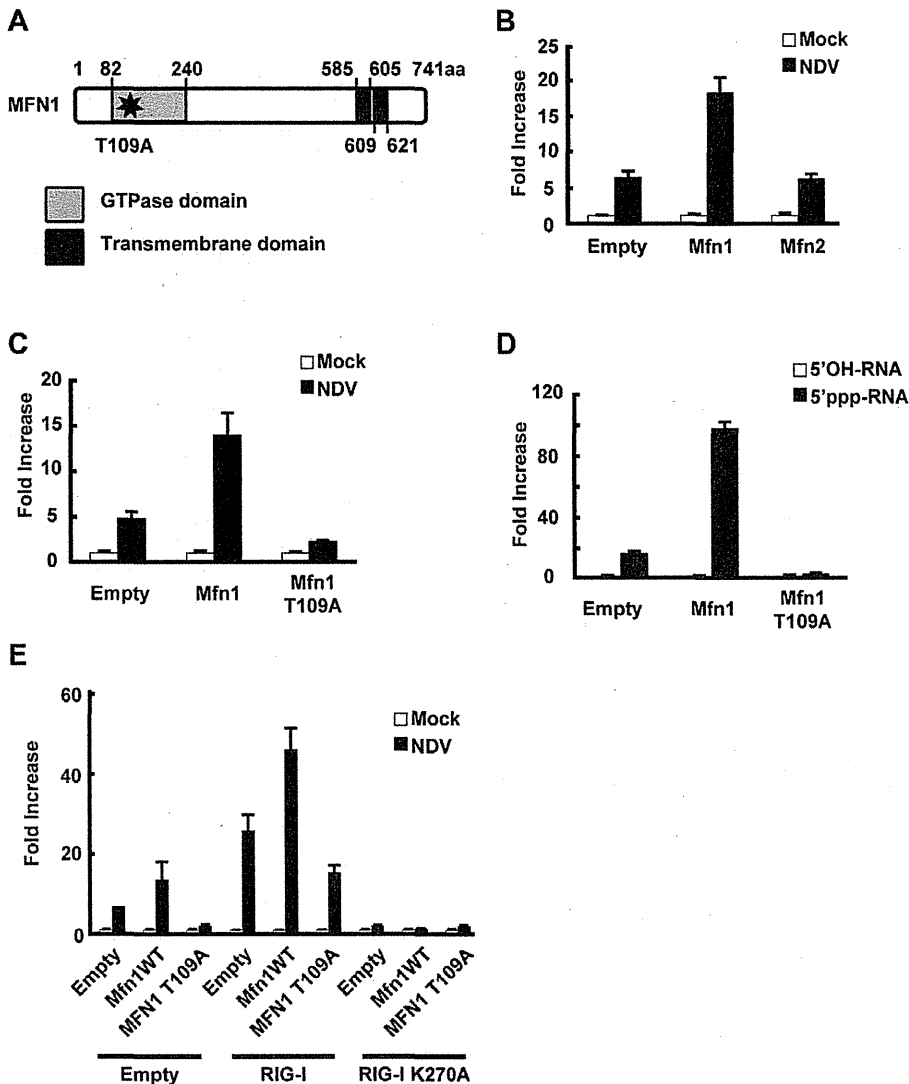 A
1 82 240 585 605 741aa
MFN1
T109A 609 621
GTPase domain
Transmembrane domain
B
Mock
NDV
Fold Increase
25
20
15
10
5
0
Empty Mfn1 Mfn2
C
Mock
NDV
Fold Increase
20
15
10
5
0
Empty Mfn1 Mfn1
T109A
D
5'OH-RNA
5'ppp-RNA
Fold Increase
120
80
60
40
20
0
Empty Mfn1 Mfn1
T109A
E
Mock
NDV
Fold Increase
60
40
20
0
Empty Mfn1WT MFN1 T109A Empty Mfn1WT MFN1 T109A Empty Mfn1WT MFN1 T109A
Empty RIG-I RIG-I K270A